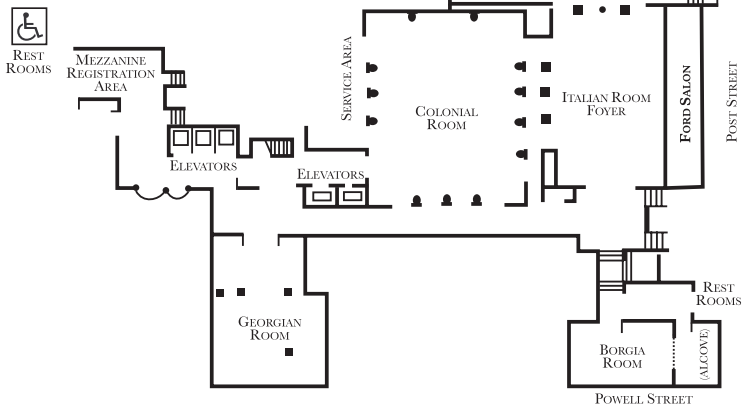 REST
ROOMS
MEZZANINE
REGISTRATION
AREA
SERVICE AREA
COLONIAL
ROOM
ITALIAN ROOM
FOYER
FORD SALON
POST STREET
ELEVATORS
ELEVATORS
REST
ROOMS
GEORGIAN
ROOM
BORGIA
ROOM
(ALCOVE)
POWELL STREET